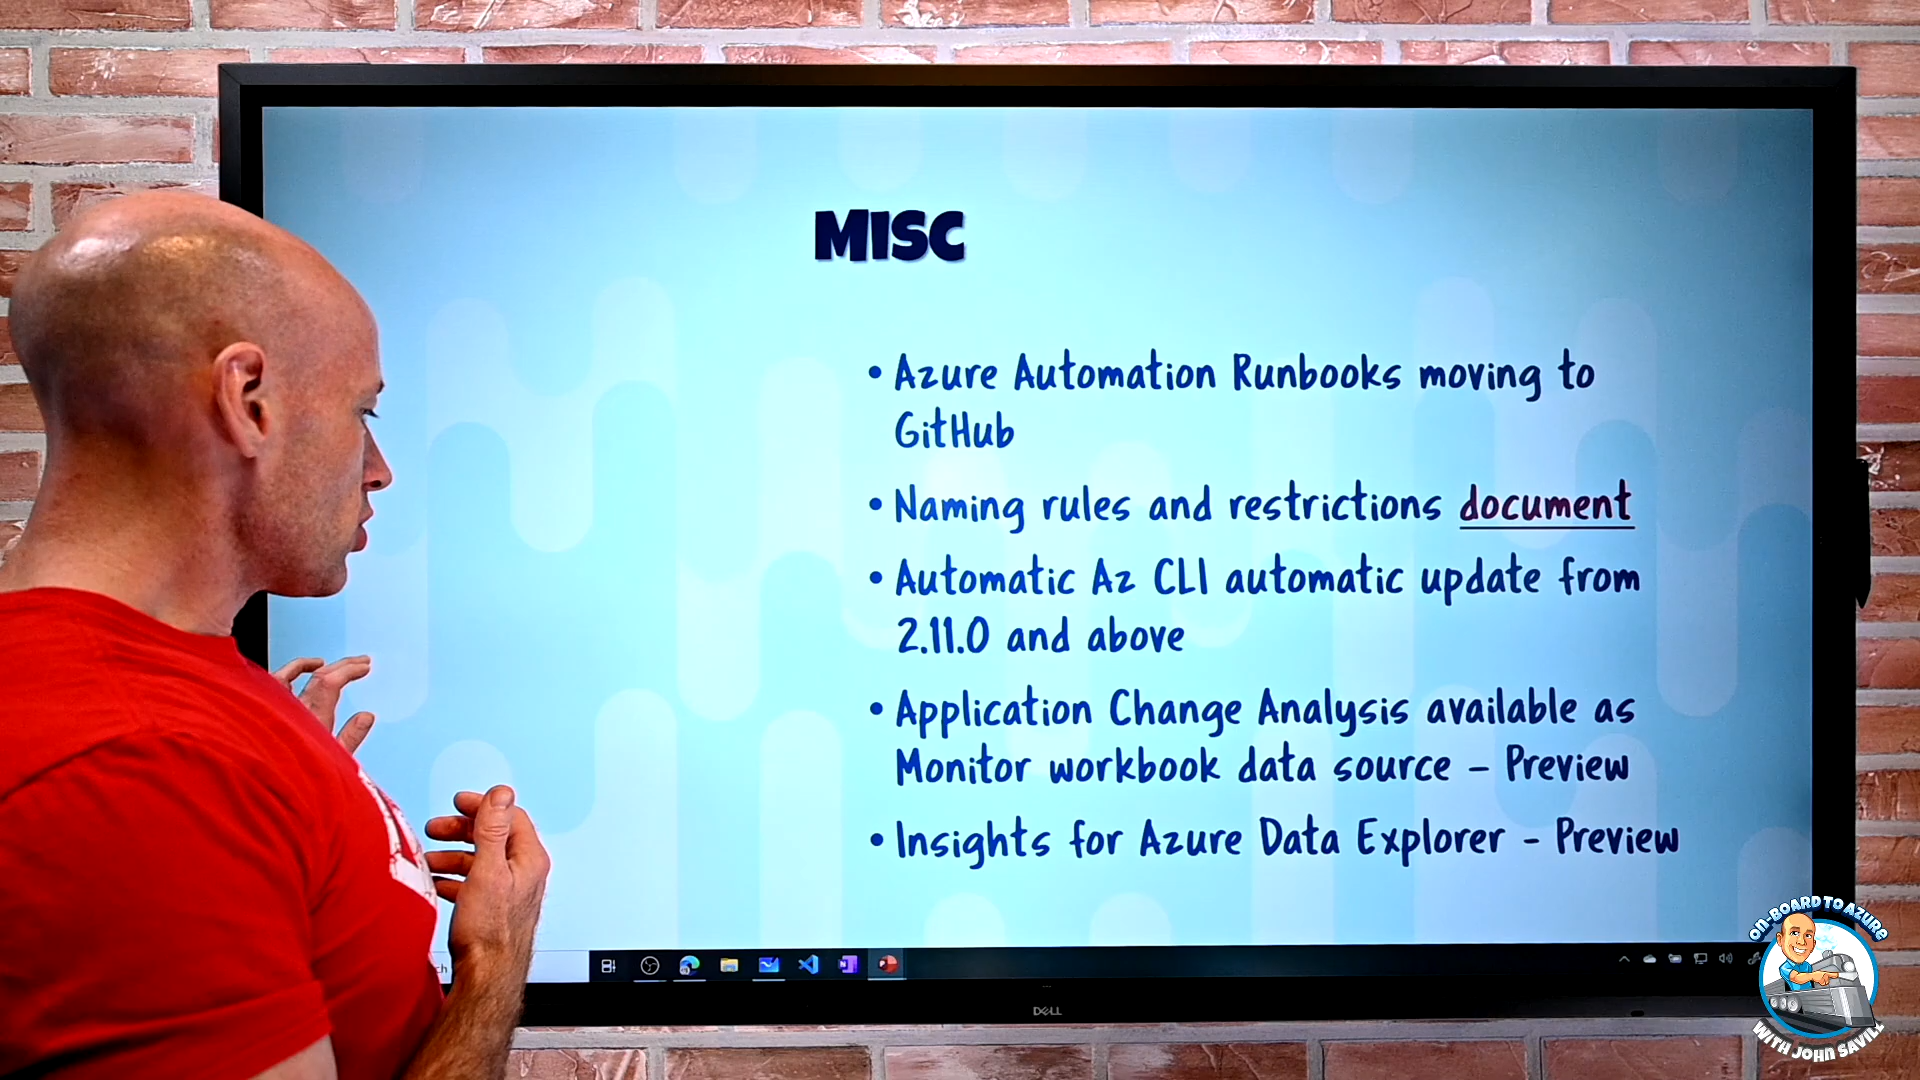 MISC
• Azure Automation Runbooks moving to
GitHub
• Naming rules and restrictions document
• Automatic Az CLI automatic update from
2.11.0 and above
• Application Change Analysis available as
Monitor workbook data source – Preview
• Insights for Azure Data Explorer – Preview
ch
DELL
ON-BOARD TO AZURE
WITH JOHN SAVILL